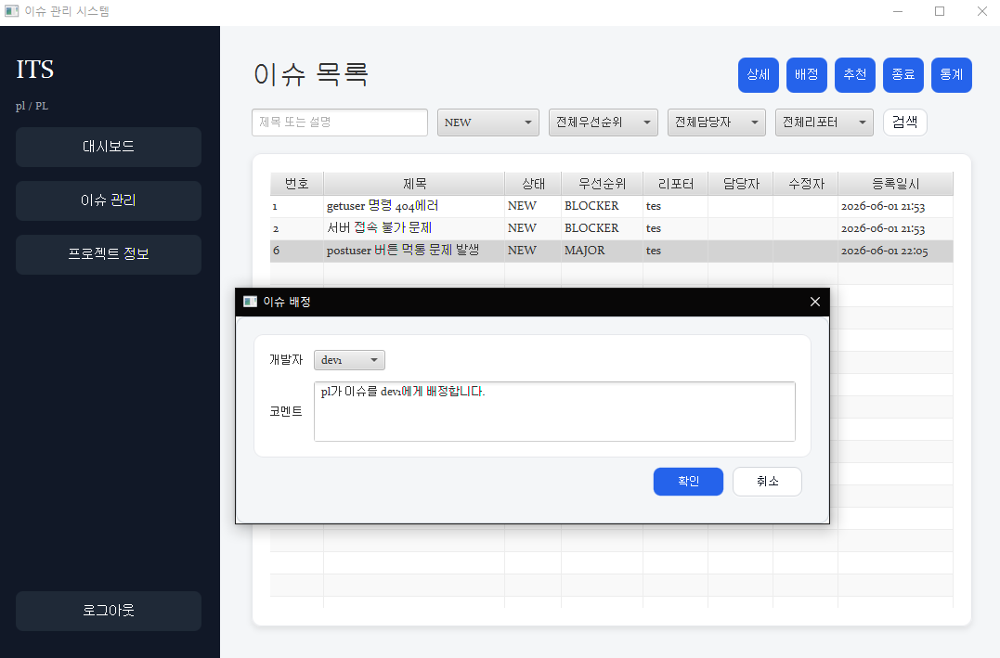 이슈 관리 시스템
ITS
pl / PL
대시보드
이슈 관리
프로젝트 정보
로그아웃
이슈 목록
상세 배정 추천 종료 통계
제목 또는 설명 NEW 전체우선순위 전체담당자 전체리포터 검색
번호 제목 상태 우선순위 리포터 담당자 수정자 등록일시
1 getuser 명령 404에러 NEW BLOCKER tes 2026-06-01 21:53
2 서버 접속 불가 문제 NEW BLOCKER tes 2026-06-01 21:53
6 postuser 버튼 먹통 문제 발생 NEW MAJOR tes 2026-06-01 22:05
이슈 배정
개발자 dev1
코멘트
pl가 이슈를 dev1에게 배정합니다.
확인 취소